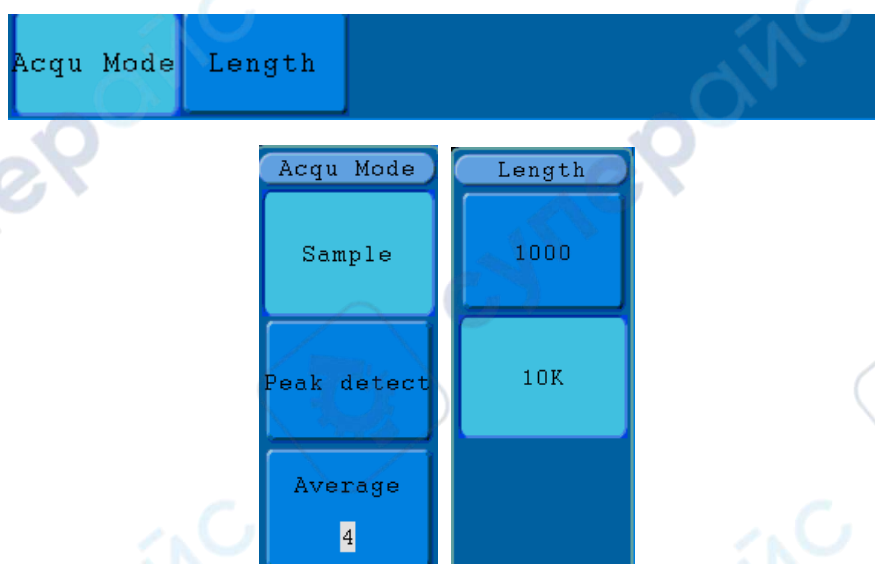 Acqu Mode Length
Acqu Mode
Sample
Peak detect
Average
4
Length
1000
10K